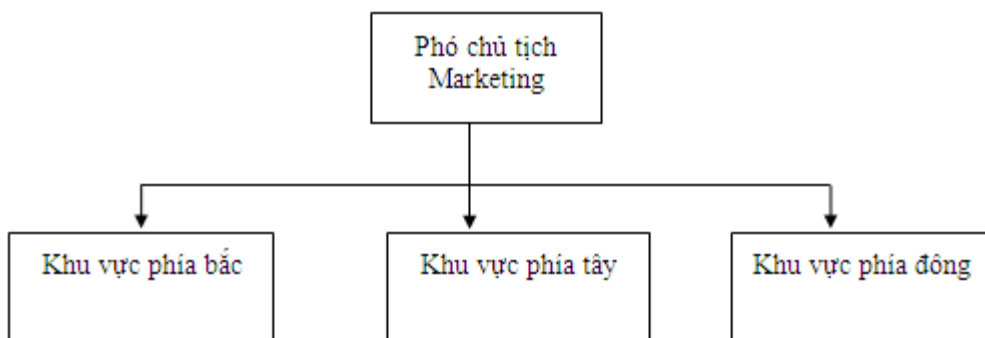 Phó chủ tịch
Marketing
Khu vực phía bắc
Khu vực phía tây
Khu vực phía đông